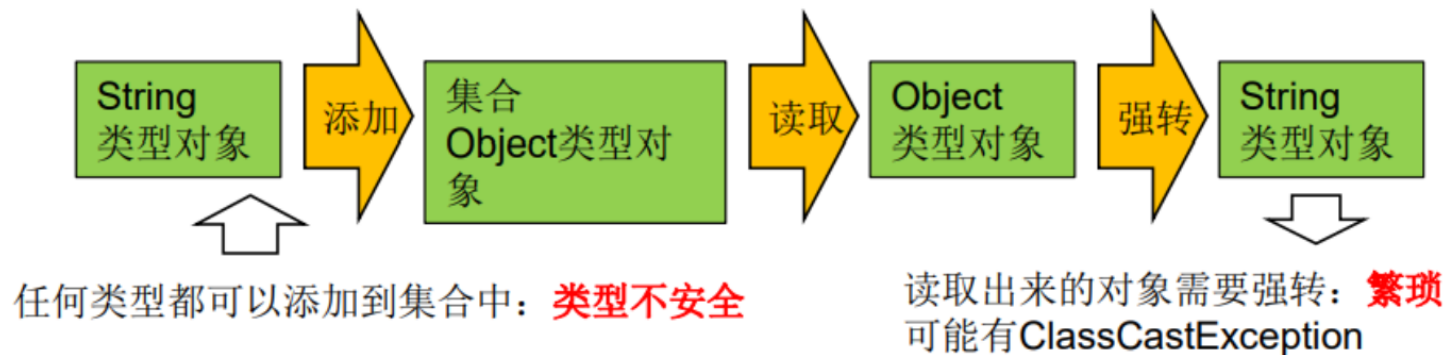 String
类型对象
添加
集合
Object类型对
象
读取
Object
类型对象
强转
String
类型对象
任何类型都可以添加到集合中：类型不安全
读取出来的对象需要强转：繁琐
可能有ClassCastException